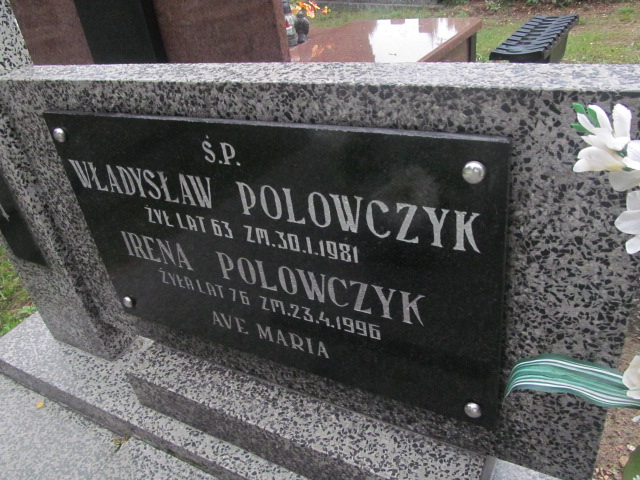 Ś.P.
WŁADYSŁAW POLOWCZYK
ŻYŁ LAT 63 ZM.30.1.1981
IRENA POLOWCZYK
ŻYŁA LAT 76 ZM.23.4.1996
AVE MARIA